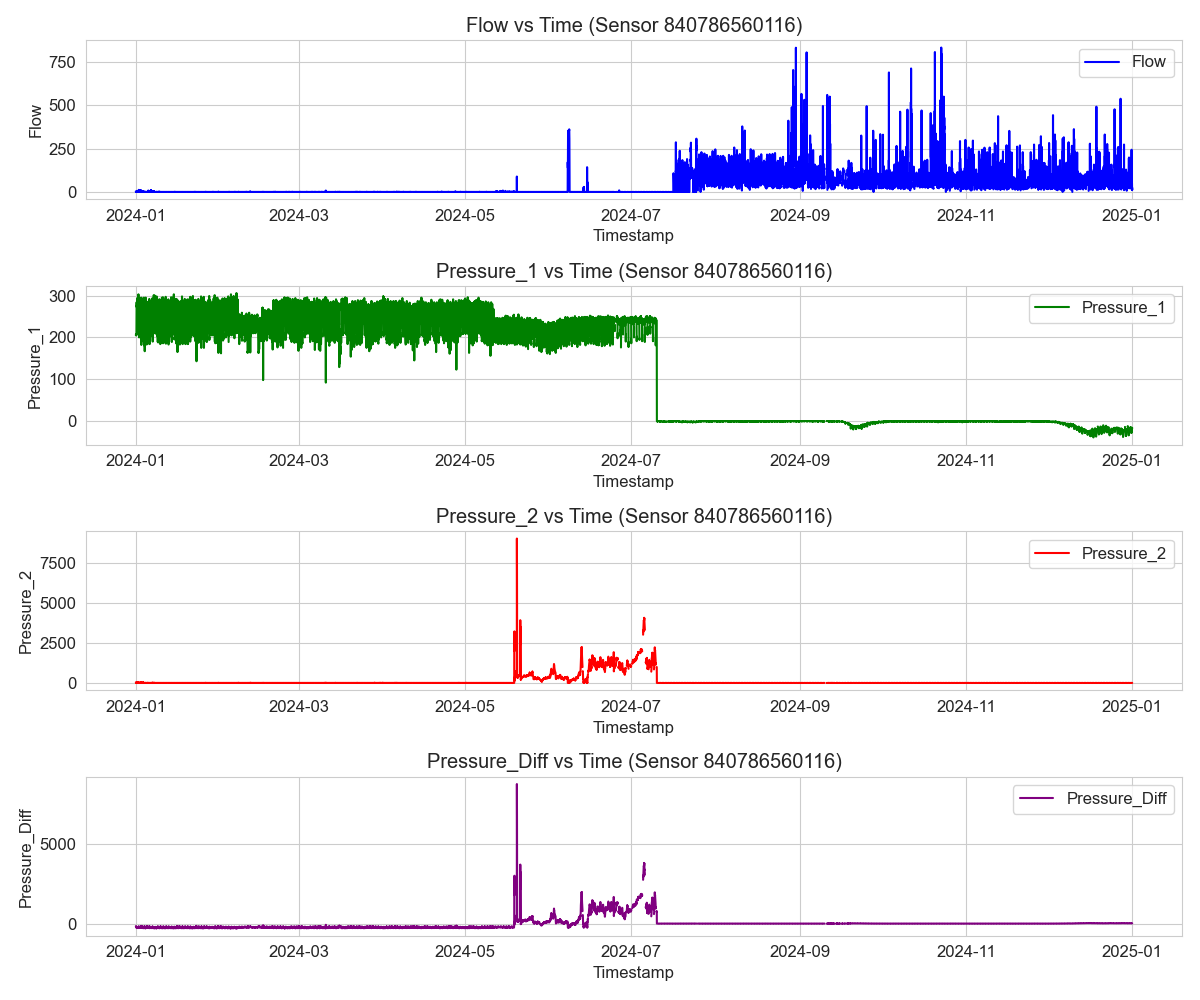 Flow vs Time (Sensor 840786560116)
Flow
750
500
250
0
Flow
2024-01 2024-03 2024-05 2024-07 2024-09 2024-11 2025-01
Timestamp
Pressure_1 vs Time (Sensor 840786560116)
Pressure_1
300
200
100
0
Pressure_1
2024-01 2024-03 2024-05 2024-07 2024-09 2024-11 2025-01
Timestamp
Pressure_2 vs Time (Sensor 840786560116)
Pressure_2
7500
5000
2500
0
Pressure_2
2024-01 2024-03 2024-05 2024-07 2024-09 2024-11 2025-01
Timestamp
Pressure_Diff vs Time (Sensor 840786560116)
Pressure_Diff
5000
0
Pressure_Diff
2024-01 2024-03 2024-05 2024-07 2024-09 2024-11 2025-01
Timestamp